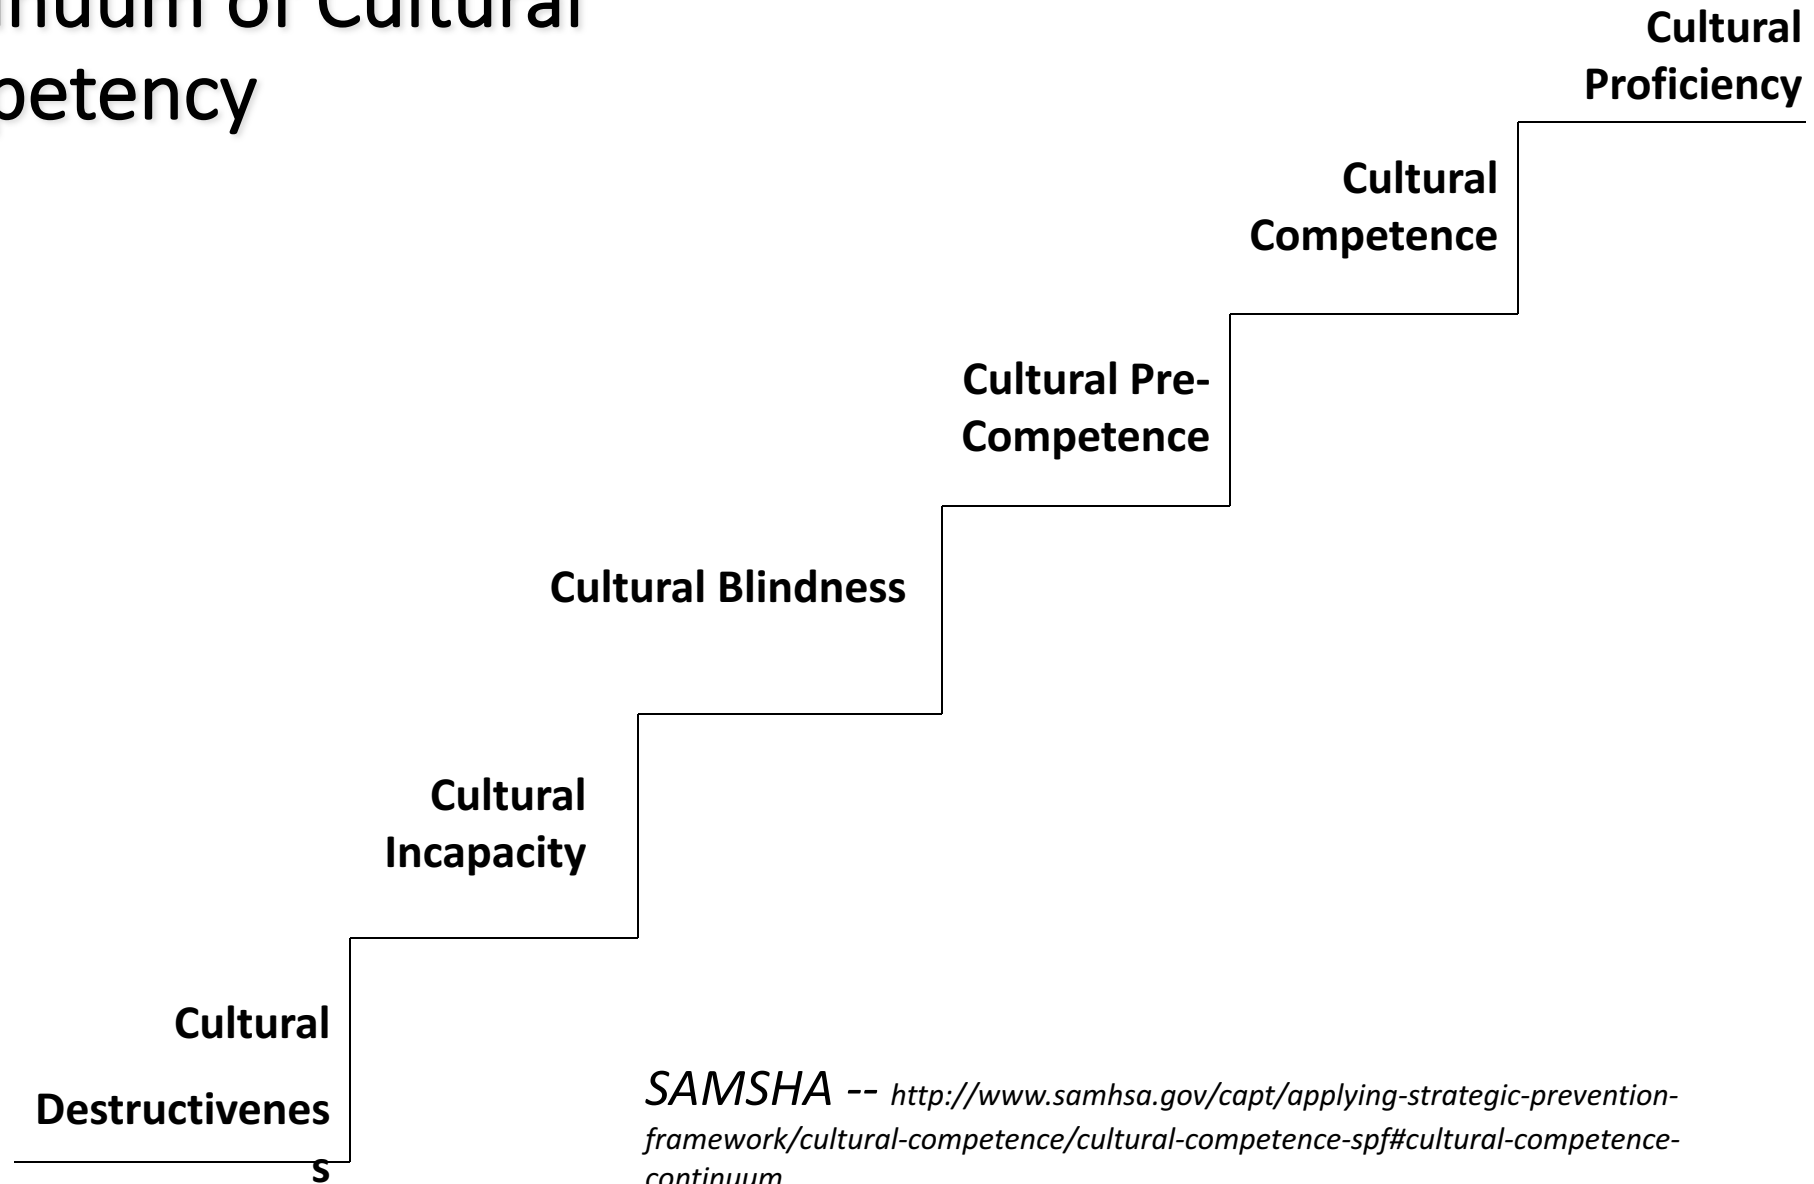 nuum of Cultural
petency
Cultural
Proficiency
Cultural
Competence
Cultural Pre-
Competence
Cultural Blindness
Cultural
Incapacity
Cultural
Destructivenes
s
SAMSHA -- http://www.samhsa.gov/capt/applying-strategic-prevention-
framework/cultural-competence/cultural-competence-spf#cultural-competence-
continuum